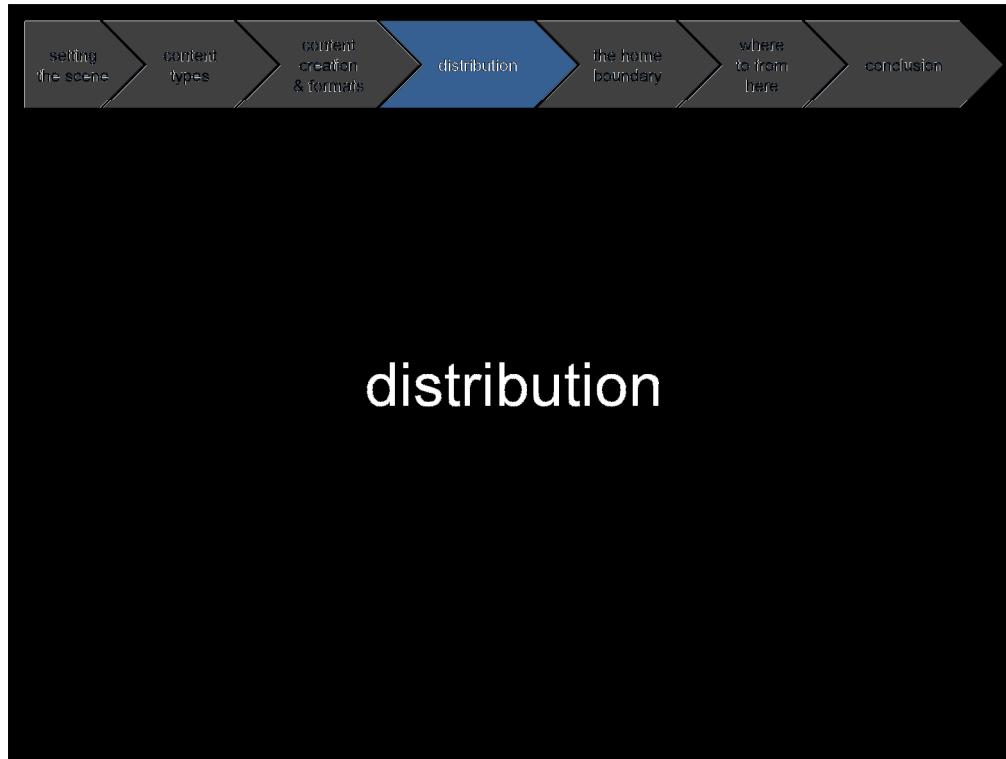 setting
the scene
content
types
content
creation
& formats
distribution
the home
boundary
where
to from
here
conclusion
distribution